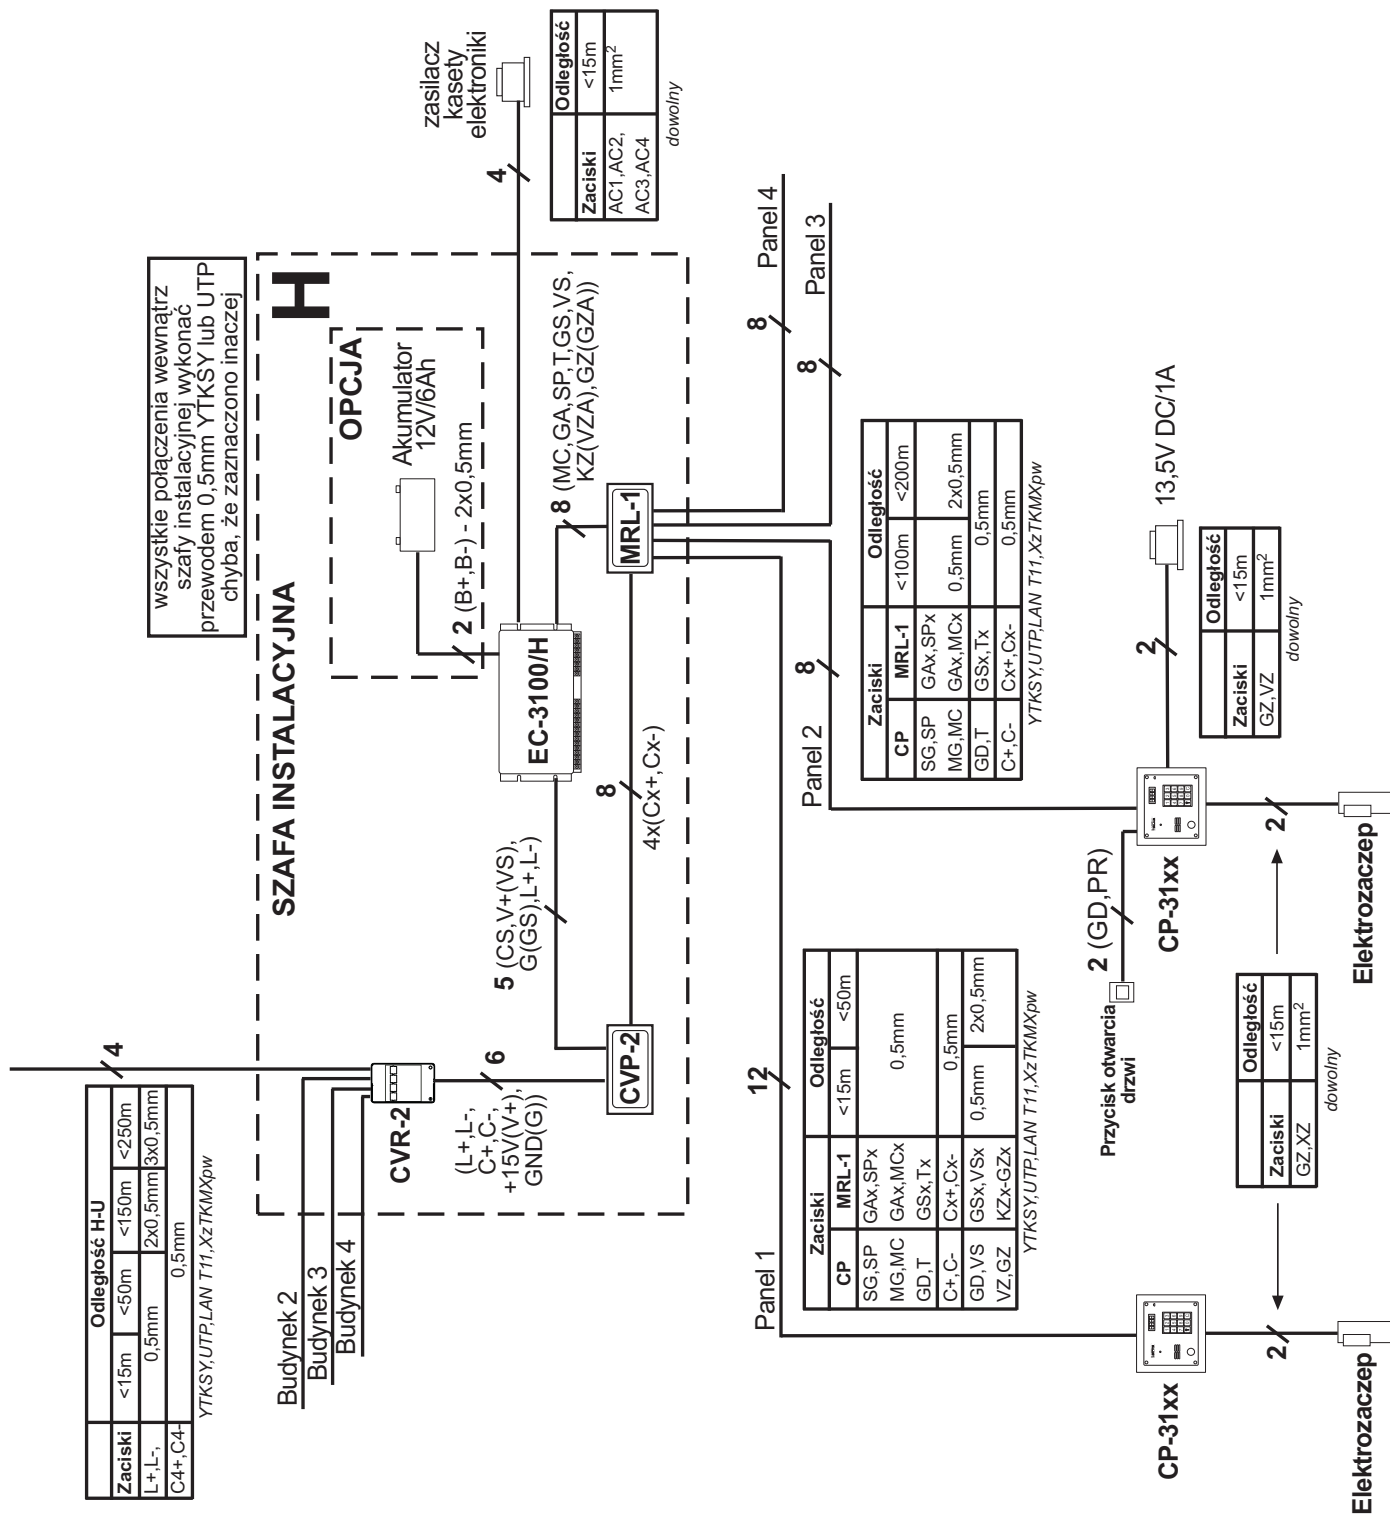 wszystkie połączenia wewnątrz
szafy instalacyjnej wykonać
przewodem 0,5mm YTKSY lub UTP
chyba, że zaznaczono inaczej
SZAFA INSTALACYJNA
H
OPCJA
Akumulator
12V/6Ah
2 (B+,B-) - 2x0,5mm
zasilacz
kasety
elektroniki
4
Odległość
Zaciski <15m
AC1,AC2, 1mm²
AC3,AC4
dowolny
Odległość H-U
Zaciski <15m <50m <150m <250m
L+,L-, 0,5mm 2x0,5mm 3x0,5mm
C4+,C4- 0,5mm
YTKSY,UTP,LAN T11,XzTKMXpw
4
Budynek 2
Budynek 3
Budynek 4
CVR-2
6
(L+,L-,
C+,C-,
+15V(V+),
GND(G))
CVP-2
5 (CS,V+(VS),
G(GS),L+,L-)
EC-3100/H
8 (MC,GA,SP,T,GS,VS,
KZ(VZA),GZ(GZA))
8
4x(Cx+,Cx-)
MRL-1
8
Panel 4
8
Panel 3
Panel 1
12
Zaciski Odległość
CP MRL-1 <15m <50m
SG,SP GAx,SPx
MG,MC GAx,MCx 0,5mm
GD,T GSx,Tx
C+,C- Cx+,Cx- 0,5mm
GD,VS GSx,VSx 0,5mm 2x0,5mm
VZ,GZ KZx-GZx
YTKSY,UTP,LAN T11,XzTKMXpw
Panel 2
8
Zaciski Odległość
CP MRL-1 <100m <200m
SG,SP GAx,SPx
MG,MC GAx,MCx 0,5mm 2x0,5mm
GD,T GSx,Tx 0,5mm
C+,C- Cx+,Cx- 0,5mm
YTKSY,UTP,LAN T11,XzTKMXpw
Przycisk otwarcia
drzwi
2 (GD,PR)
CP-31xx
2
13,5V DC/1A
Odległość
Zaciski <15m
GZ,VZ 1mm²
dowolny
CP-31xx
2
Elektrozaczep
Odległość
Zaciski <15m
GZ,XZ 1mm²
dowolny
2
Elektrozaczep